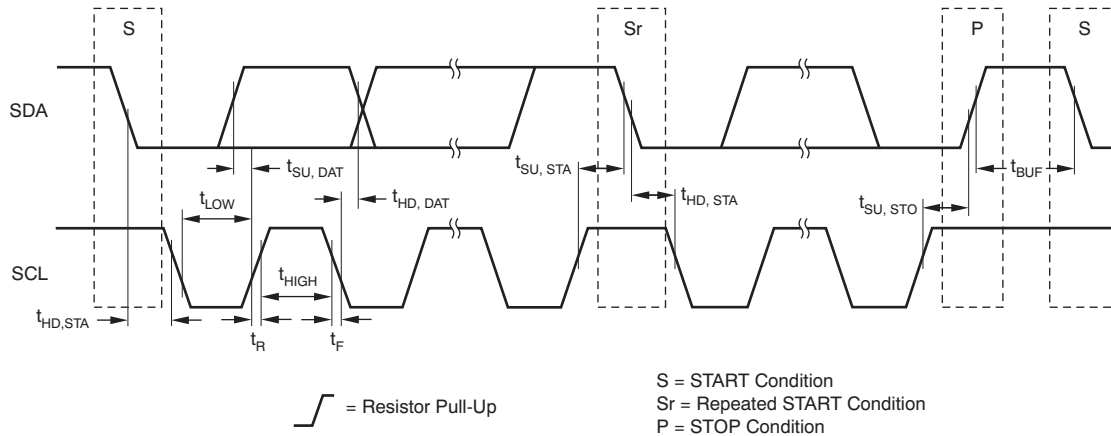 S Sr P S
SDA
tSU, DAT
tSU, STA
tBUF
tLOW
tHD, DAT
tHD, STA
tSU, STO
SCL
tHIGH
tHD,STA
tR
tF
= Resistor Pull-Up
S = START Condition
Sr = Repeated START Condition
P = STOP Condition